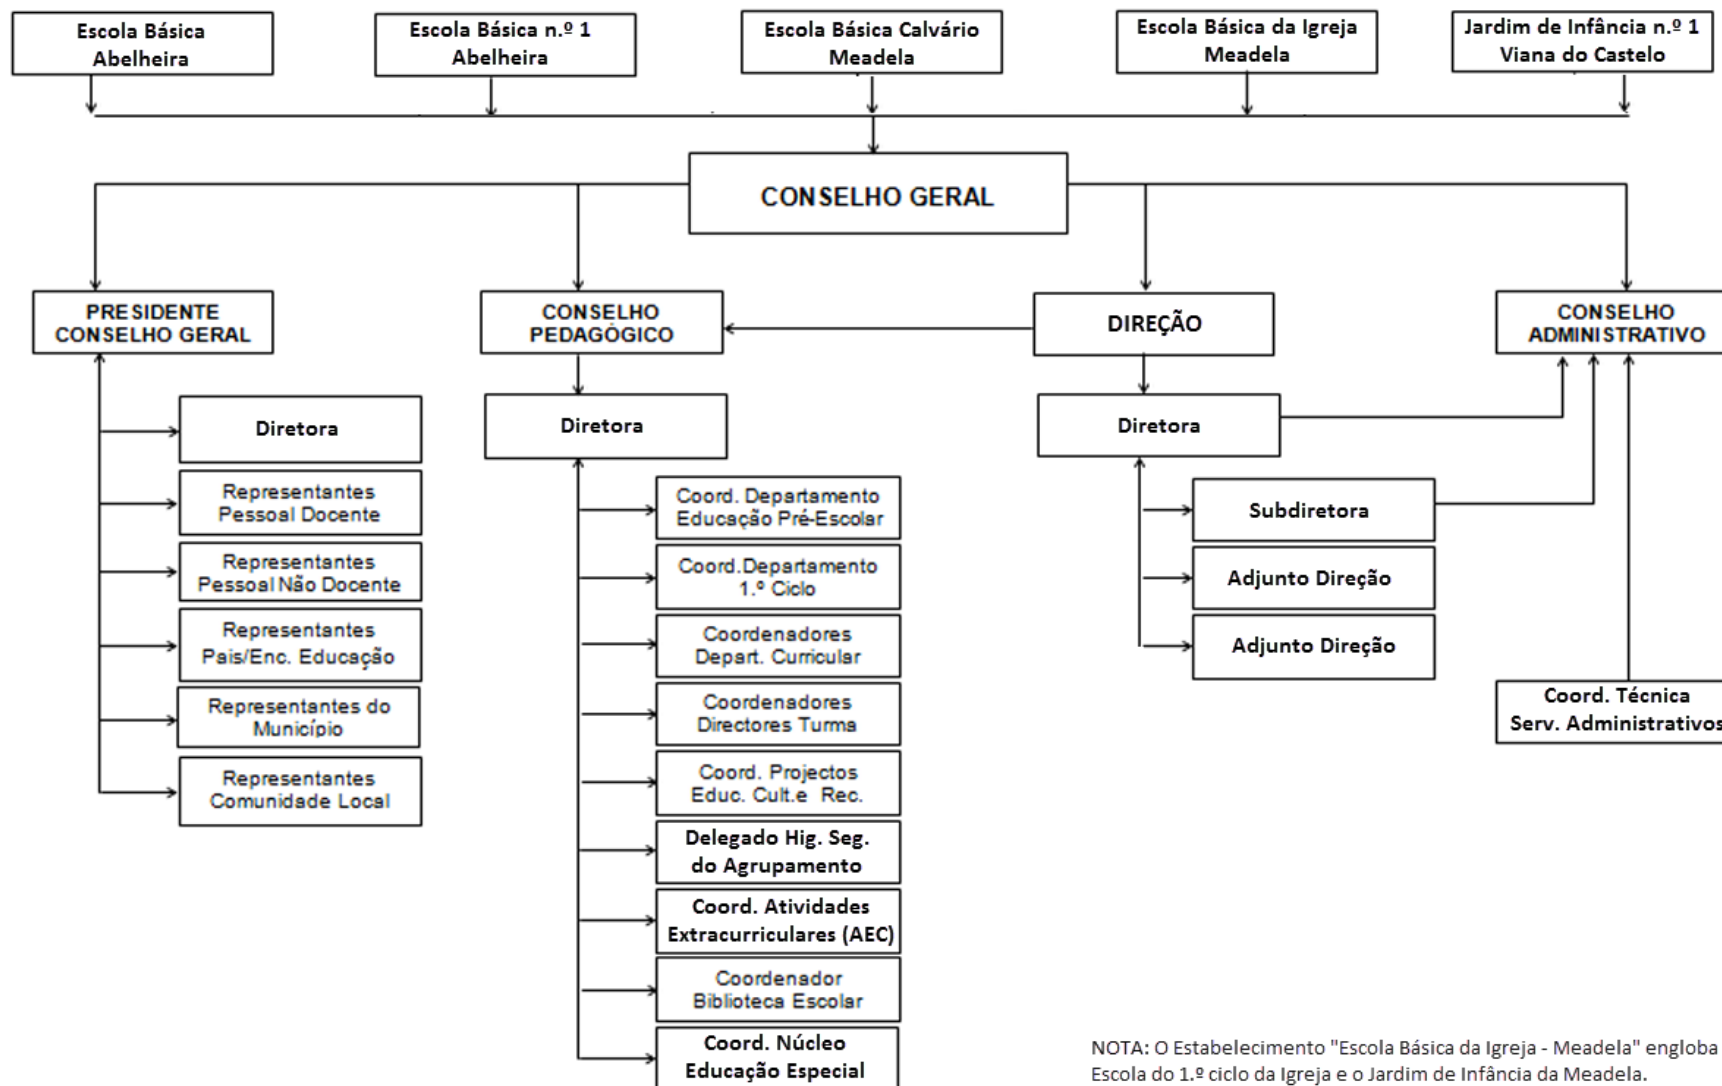 Escola Básica
Abelheira
Escola Básica n.º 1
Abelheira
Escola Básica Calvário
Meadela
Escola Básica da Igreja
Meadela
Jardim de Infância n.º 1
Viana do Castelo
CONSELHO GERAL
PRESIDENTE
CONSELHO GERAL
CONSELHO
PEDAGÓGICO
DIREÇÃO
CONSELHO
ADMINISTRATIVO
Diretora
Representantes
Pessoal Docente
Representantes
Pessoal Não Docente
Representantes
Pais/Enc. Educação
Representantes do
Município
Representantes
Comunidade Local
Diretora
Coord. Departamento
Educação Pré-Escolar
Coord.Departamento
1.º Ciclo
Coordenadores
Depart. Curricular
Coordenadores
Directores Turma
Coord. Projectos
Educ. Cult.e Rec.
Delegado Hig. Seg.
do Agrupamento
Coord. Atividades
Extracurriculares (AEC)
Coordenador
Biblioteca Escolar
Coord. Núcleo
Educação Especial
Diretora
Subdiretora
Adjunto Direção
Adjunto Direção
Coord. Técnica
Serv. Administrativos
NOTA: O Estabelecimento "Escola Básica da Igreja - Meadela" engloba
Escola do 1.º ciclo da Igreja e o Jardim de Infância da Meadela.